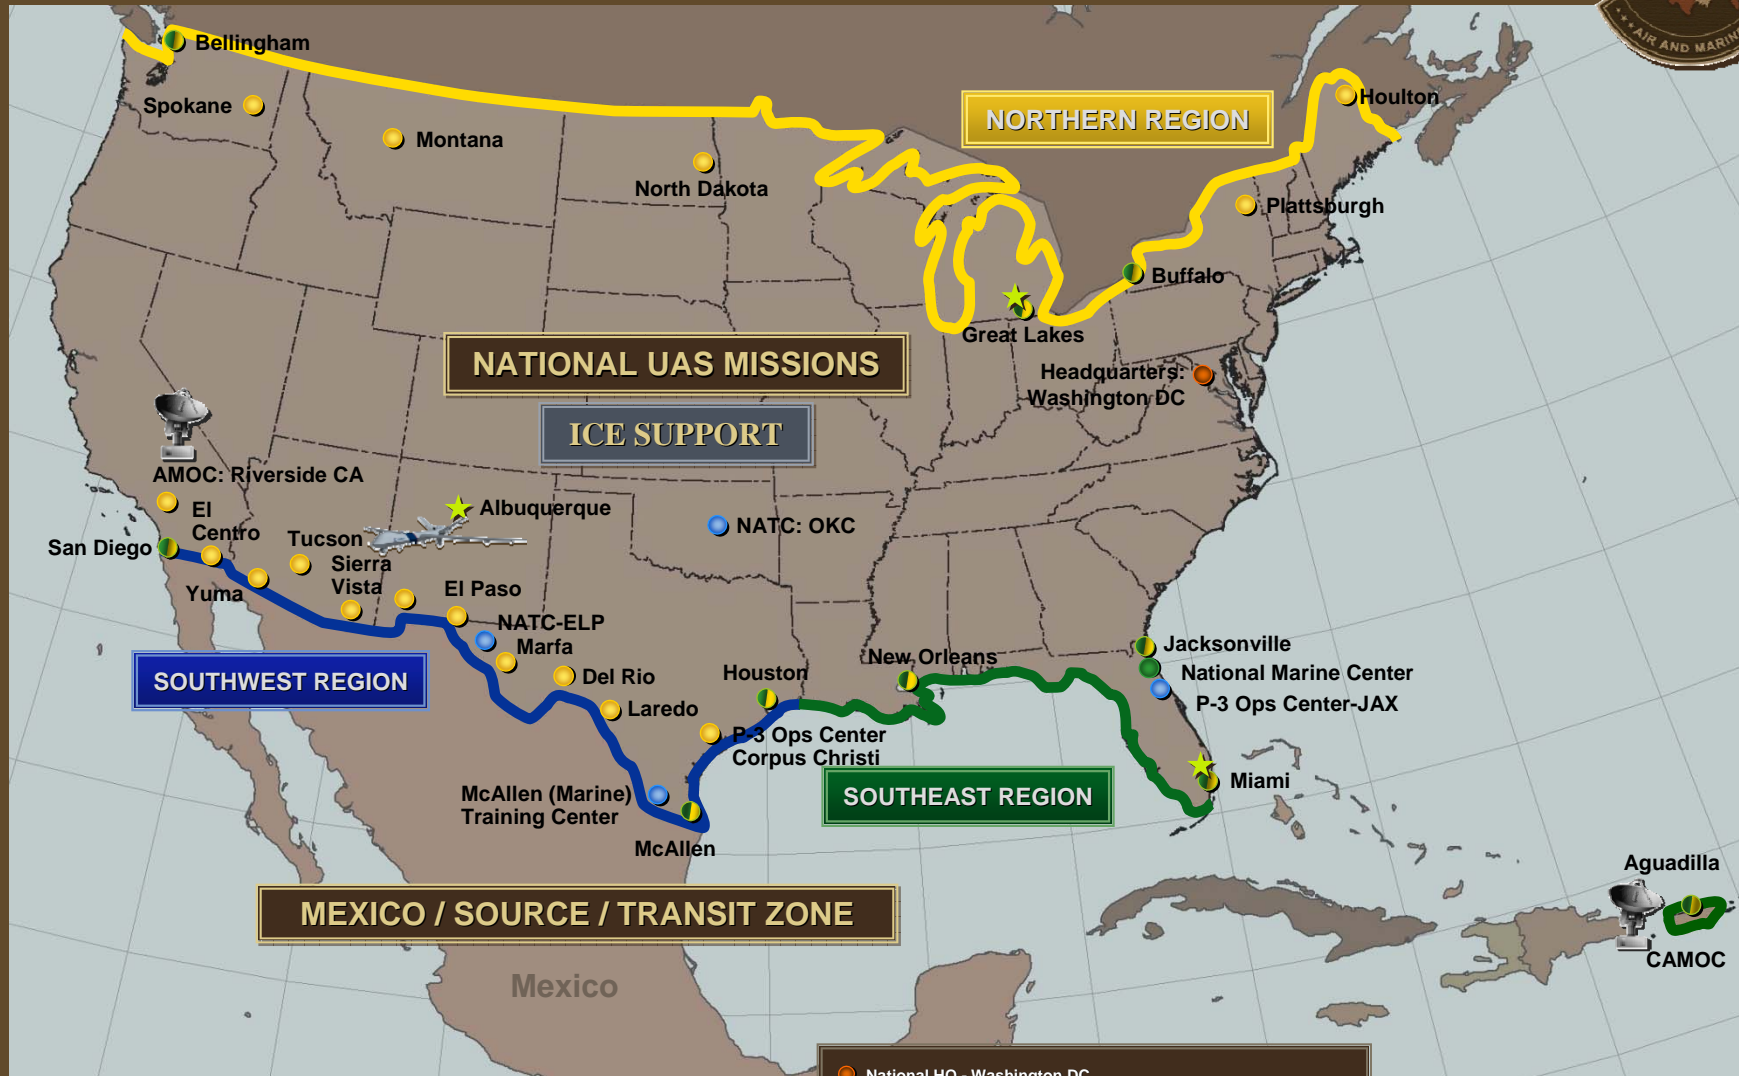 AIR AND MARIN
Bellingham
Spokane
Montana
North Dakota
NORTHERN REGION
Houlton
Plattsburgh
Buffalo
Great Lakes
NATIONAL UAS MISSIONS
Headquarters:
Washington DC
ICE SUPPORT
AMOC: Riverside CA
El
Centro
San Diego
Tucson
Albuquerque
NATC: OKC
Sierra
Vista
Yuma
El Paso
NATC-ELP
Marfa
SOUTHWEST REGION
Del Rio
Laredo
Houston
New Orleans
Jacksonville
National Marine Center
P-3 Ops Center-JAX
P-3 Ops Center
Corpus Christi
McAllen (Marine)
Training Center
McAllen
SOUTHEAST REGION
Miami
Aguadilla
CAMOC
MEXICO / SOURCE / TRANSIT ZONE
Mexico
National HQ - Washington DC